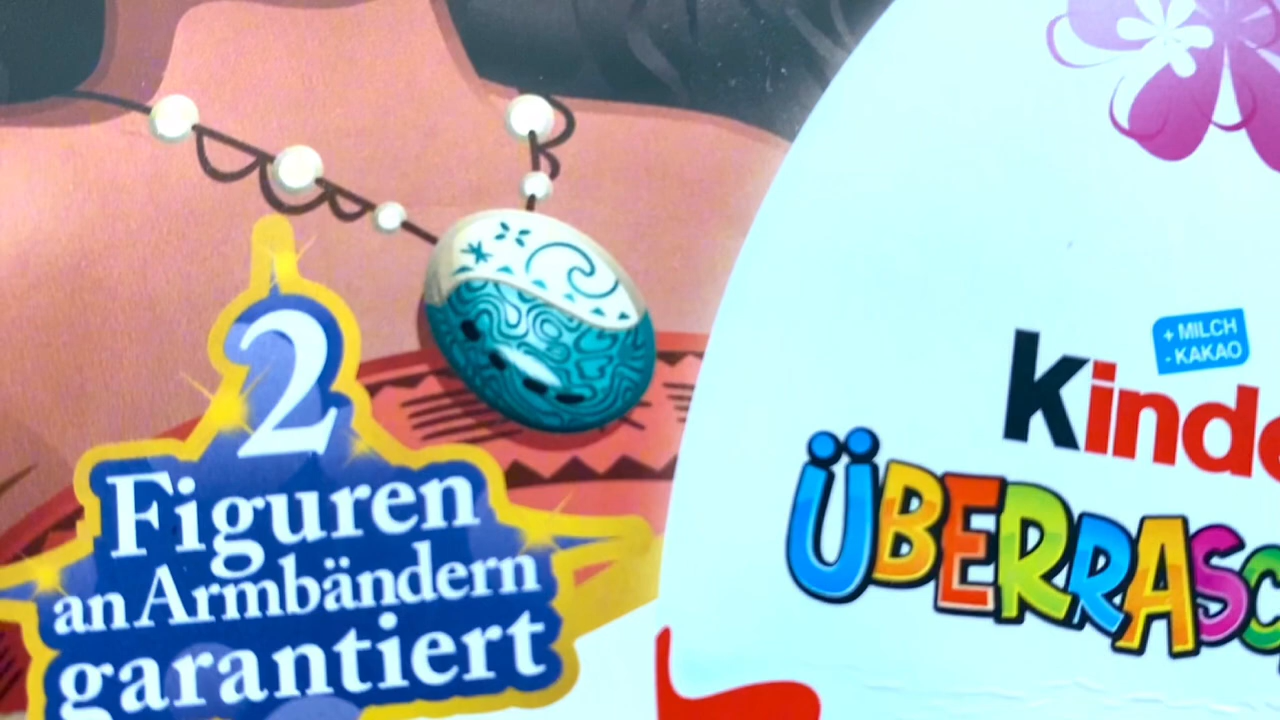 2
Figuren
an Armbändern
garantiert
+ MILCH
- KAKAO
Kinde
ÜBERRASC